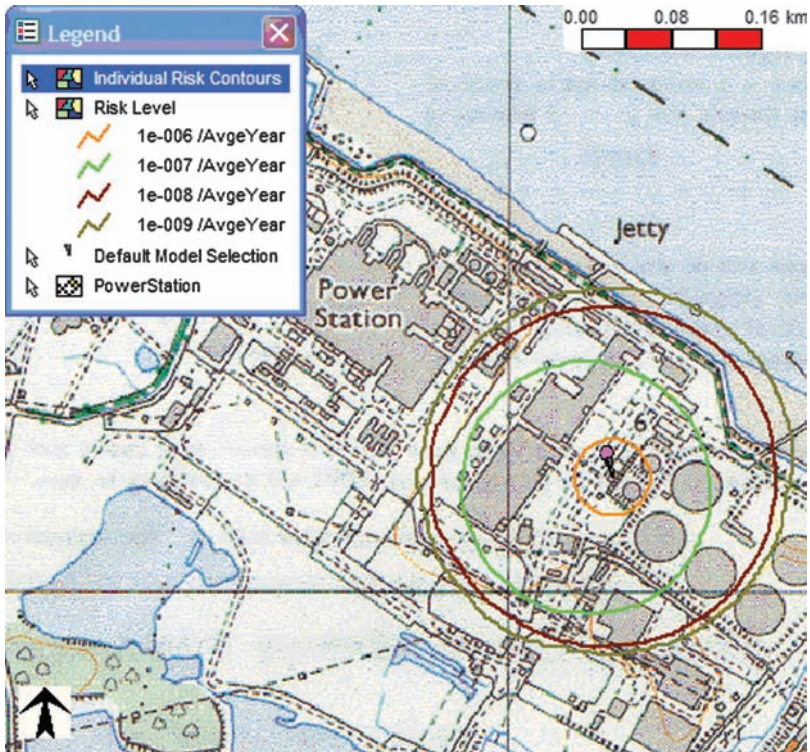 Legend
Individual Risk Contours
Risk Level
1e-006 /AvgeYear
1e-007 /AvgeYear
1e-008 /AvgeYear
1e-009 /AvgeYear
Default Model Selection
PowerStation
0.00 0.08 0.16 km
Jetty
Power
Station
6